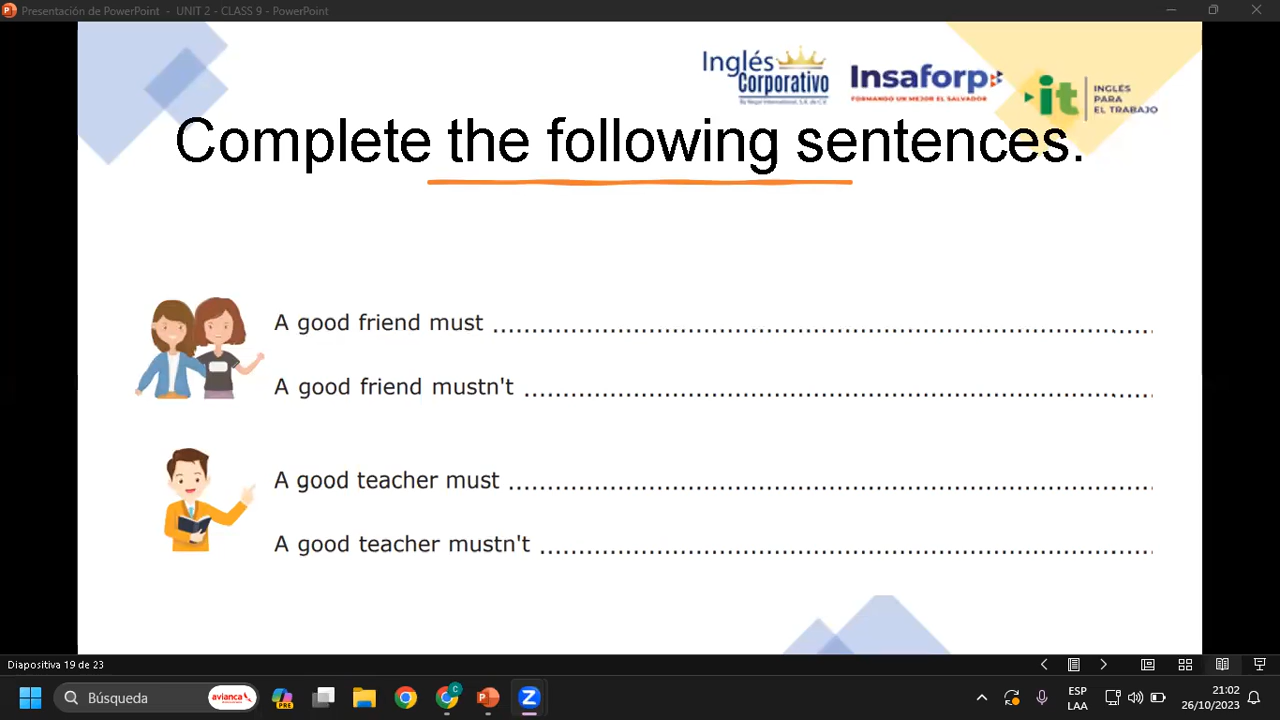 Presentación de PowerPoint - UNIT 2 - CLASS 9 - PowerPoint
Inglés
Corporativo
Insaforp
FORMANDO UN MEJOR EL SALVADOR
it
INGLÉS
PARA
EL TRABAJO
Complete the following sentences.
A good friend must ....................
A good friend mustn't ....................
A good teacher must ....................
A good teacher mustn't ....................
Diapositiva 19 de 23
Búsqueda
avianca
PRE
C
ESP
LAA
21:02
26/10/2023